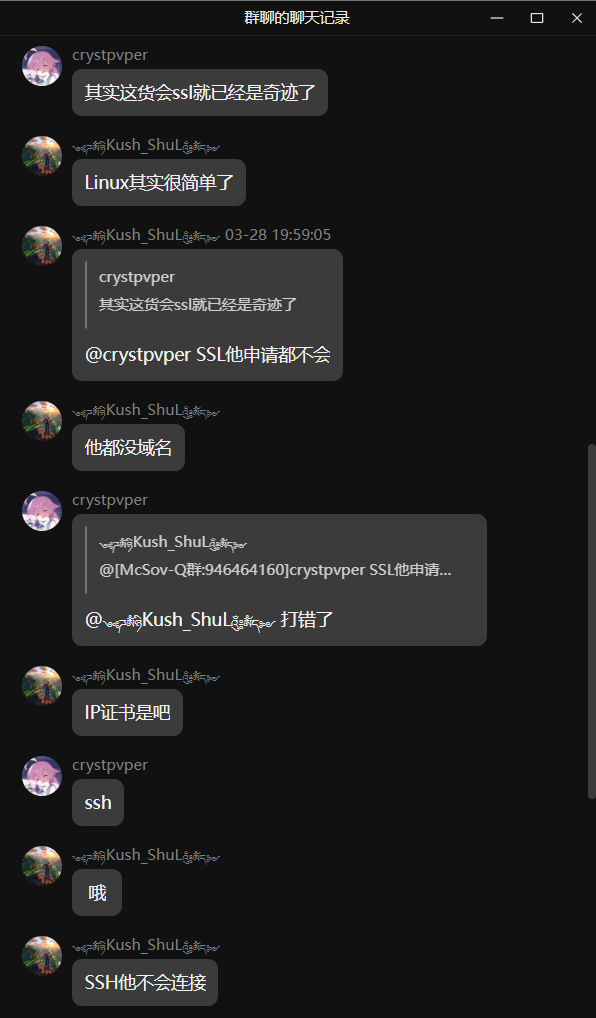 群聊的聊天记录
crystpvper
其实这货会ssl就已经是奇迹了
Kush_ShuL
Linux其实很简单了
Kush_ShuL 03-28 19:59:05
crystpvper
其实这货会ssl就已经是奇迹了
@crystpvper SSL他申请都不会
Kush_ShuL
他都没域名
crystpvper
Kush_ShuL
@[McSov-Q群:946464160]crystpvper SSL他申请...
@Kush_ShuL 打错了
Kush_ShuL
IP证书是吧
crystpvper
ssh
Kush_ShuL
哦
Kush_ShuL
SSH他不会连接